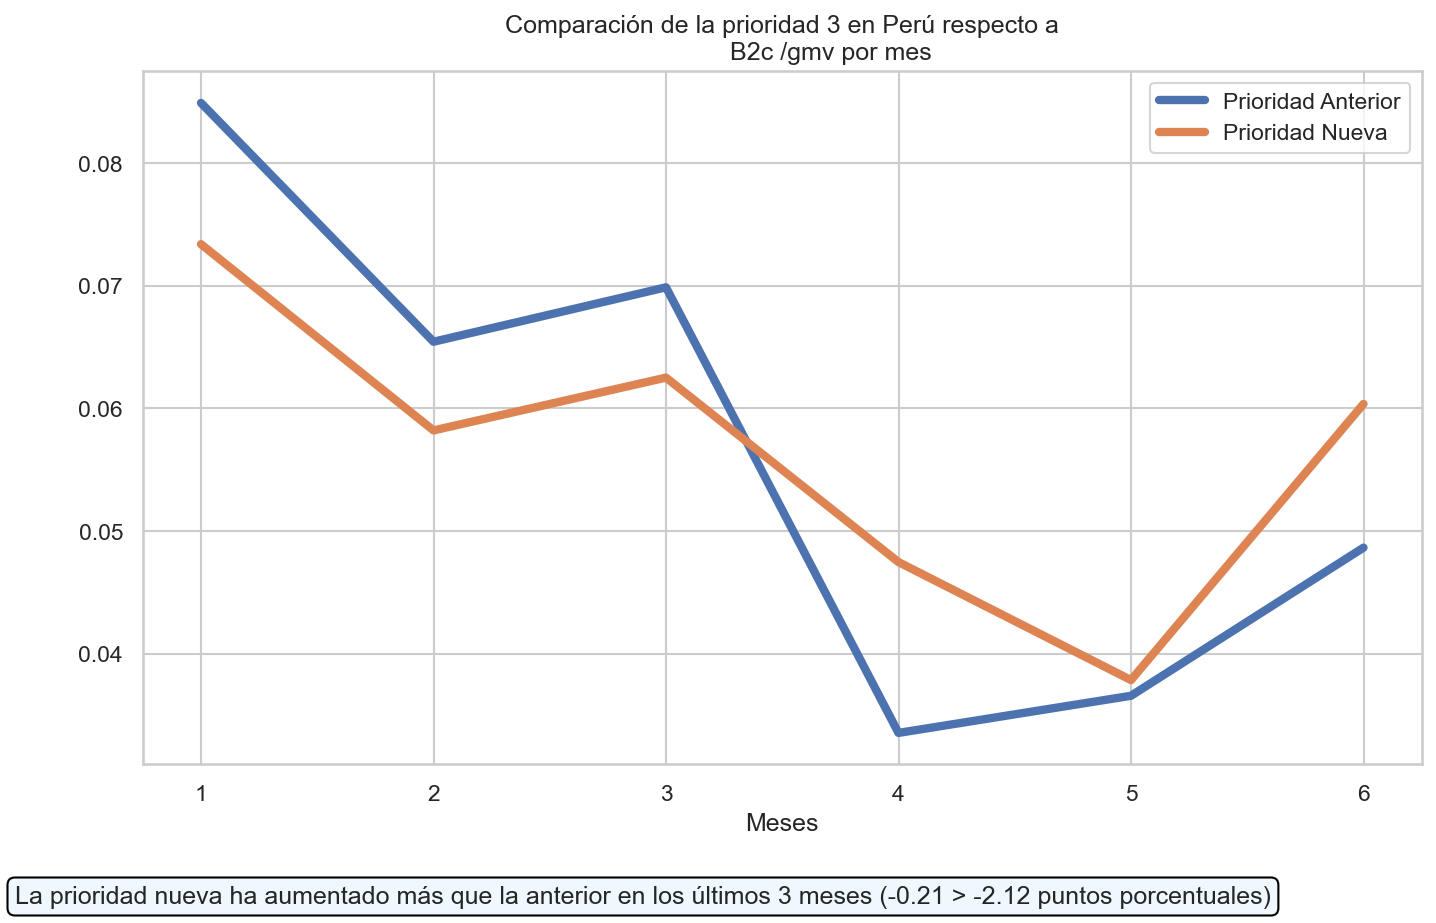 Comparación de la prioridad 3 en Perú respecto a
B2c /gmv por mes
Prioridad Anterior
Prioridad Nueva
0.08
0.07
0.06
0.05
0.04
1 2 3 4 5 6
Meses
La prioridad nueva ha aumentado más que la anterior en los últimos 3 meses (-0.21 > -2.12 puntos porcentuales)